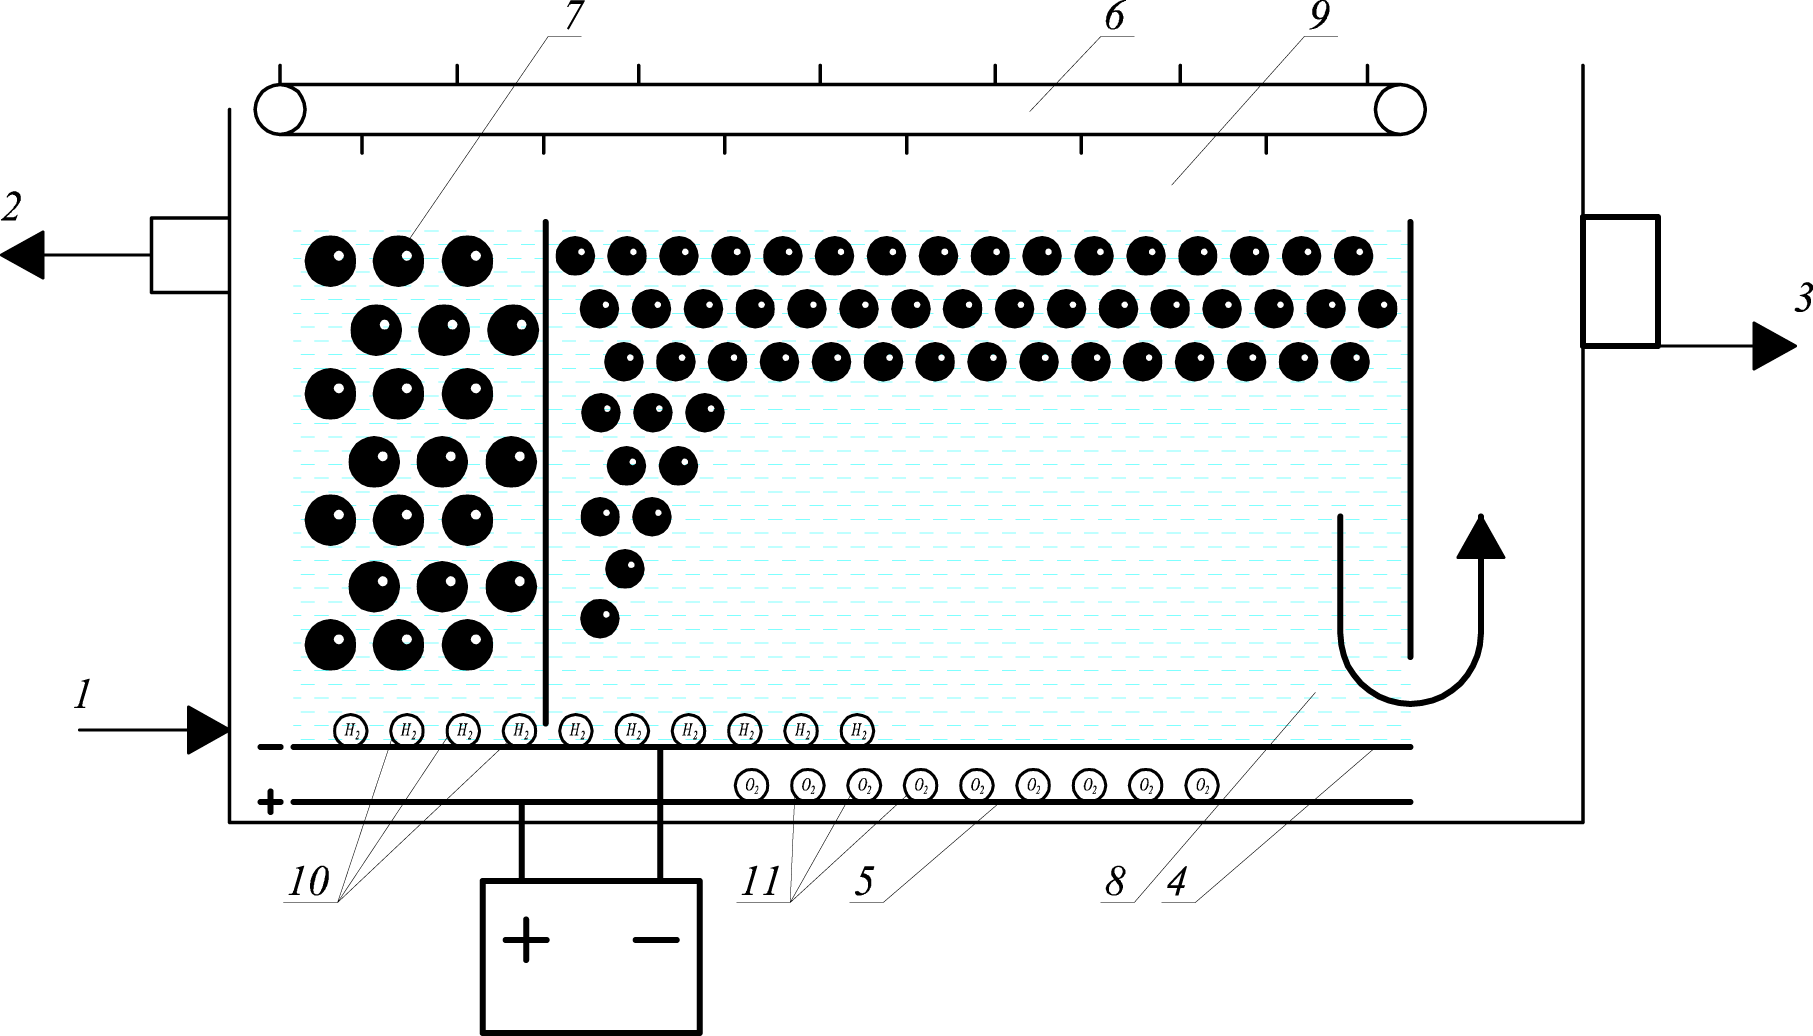 7 6 9
2
3
1
H₂ H₂ H₂ H₂ H₂ H₂ H₂ H₂ H₂ H₂
−
O₂ O₂ O₂ O₂ O₂ O₂ O₂ O₂ O₂
+
10 11 5 8 4
+ −